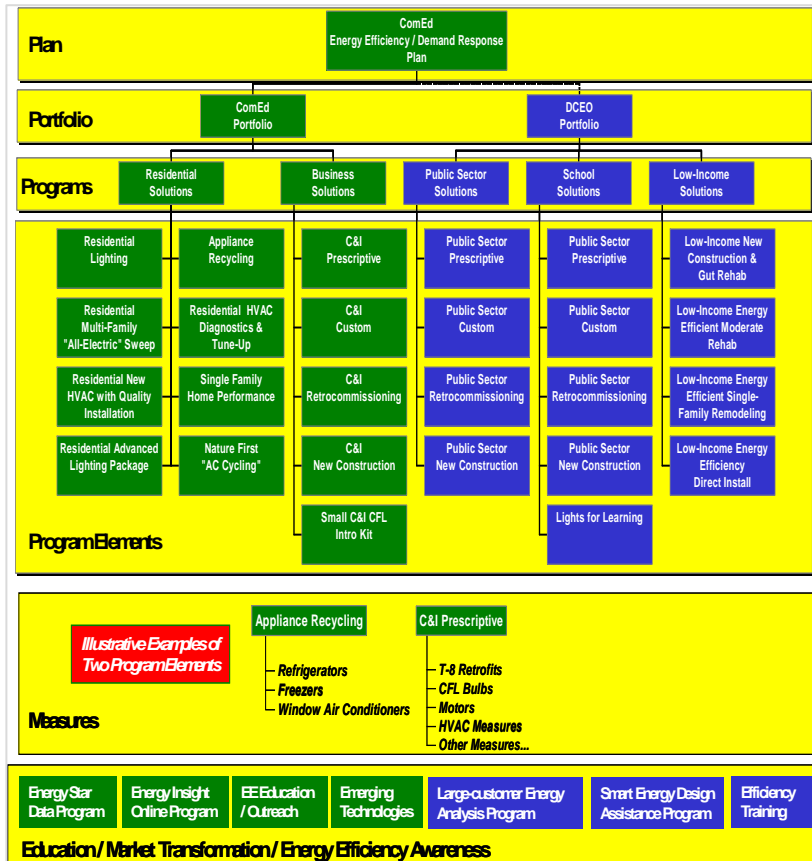 ComEd
Energy Efficiency / Demand Response
Plan
Plan
ComEd
Portfolio
DCEO
Portfolio
Portfolio
Programs
Residential
Solutions
Business
Solutions
Public Sector
Solutions
School
Solutions
Low-Income
Solutions
Residential
Lighting
Appliance
Recycling
C&I
Prescriptive
Public Sector
Prescriptive
Public Sector
Prescriptive
Low-Income New
Construction &
Gut Rehab
Residential
Multi-Family
"All-Electric" Sweep
Residential HVAC
Diagnostics &
Tune-Up
C&I
Custom
Public Sector
Custom
Public Sector
Custom
Low-Income Energy
Efficient Moderate
Rehab
Residential New
HVAC with Quality
Installation
Single Family
Home Performance
C&I
Retrocommissioning
Public Sector
Retrocommissioning
Public Sector
Retrocommissioning
Low-Income Energy
Efficient Single-
Family Remodeling
Residential Advanced
Lighting Package
Nature First
"AC Cycling"
C&I
New Construction
Public Sector
New Construction
Public Sector
New Construction
Low-Income Energy
Efficiency
Direct Install
Small C&I CFL
Intro Kit
Lights for Learning
Program Elements
Illustrative Examples of
Two Program Elements
Appliance Recycling
Refrigerators
Freezers
Window Air Conditioners
C&I Prescriptive
T-8 Retrofits
CFL Bulbs
Motors
HVAC Measures
Other Measures...
Measures
Energy Star
Data Program
Energy Insight
Online Program
EE Education
/ Outreach
Emerging
Technologies
Large-customer Energy
Analysis Program
Smart Energy Design
Assistance Program
Efficiency
Training
Education / Market Transformation / Energy Efficiency Awareness